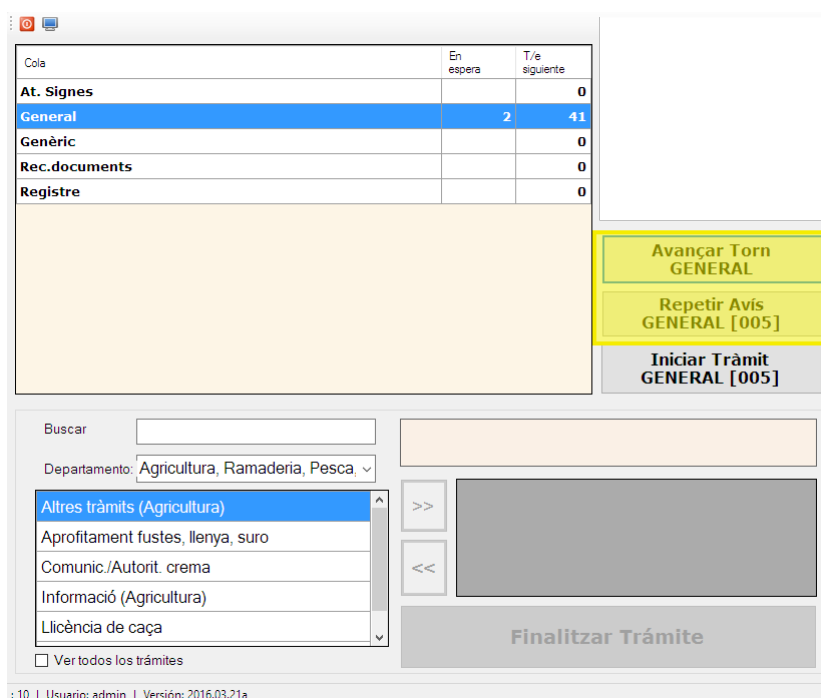 Cola En espera T/e siguiente
At. Signes 0
General 2 41
Genèric 0
Rec.documents 0
Registre 0
Avançar Torn
GENERAL
Repetir Avís
GENERAL [005]
Iniciar Tràmit
GENERAL [005]
Buscar
Departamento: Agricultura, Ramaderia, Pesca,
Altres tràmits (Agricultura)
Aprofitament fustes, llenya, suro
Comunic./Autorit. crema
Informació (Agricultura)
Llicència de caça
>>
<<
Ver todos los trámites
Finalitzar Trámite
: 10 | Usuario: admin | Versión: 2016.03.21a